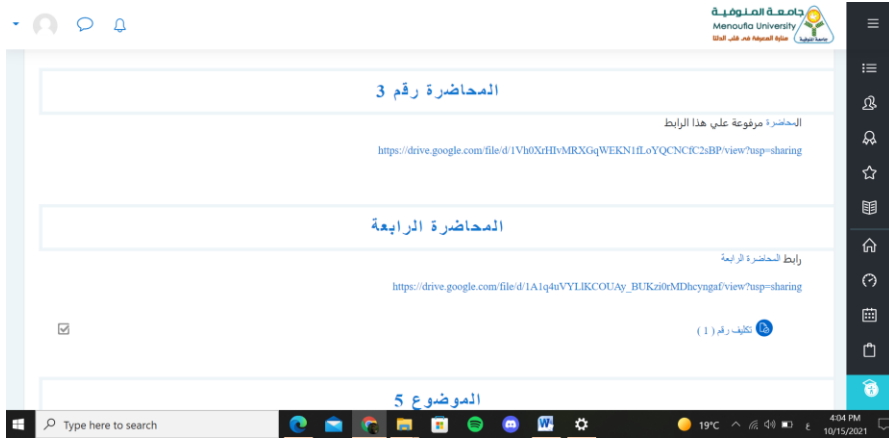 جامعة المنوفية
Menoufia University
منارة المعرفة فى قلب الدلتا
المحاضرة رقم 3
المحاضرة مرفوعة علي هذا الرابط
https://drive.google.com/file/d/1Vh0XrHIvMRXGqWEKN1fLoYQCNCfC2sBP/view?usp=sharing
المحاضرة الرابعة
رابط المحاضرة الرابعة
https://drive.google.com/file/d/1A1q4uVYLlKCOUAy_BUKzi0rMDhcyngaf/view?usp=sharing
تكليف رقم ( 1 )
الموضوع 5
Type here to search
19°C
ع
4:04 PM
10/15/2021